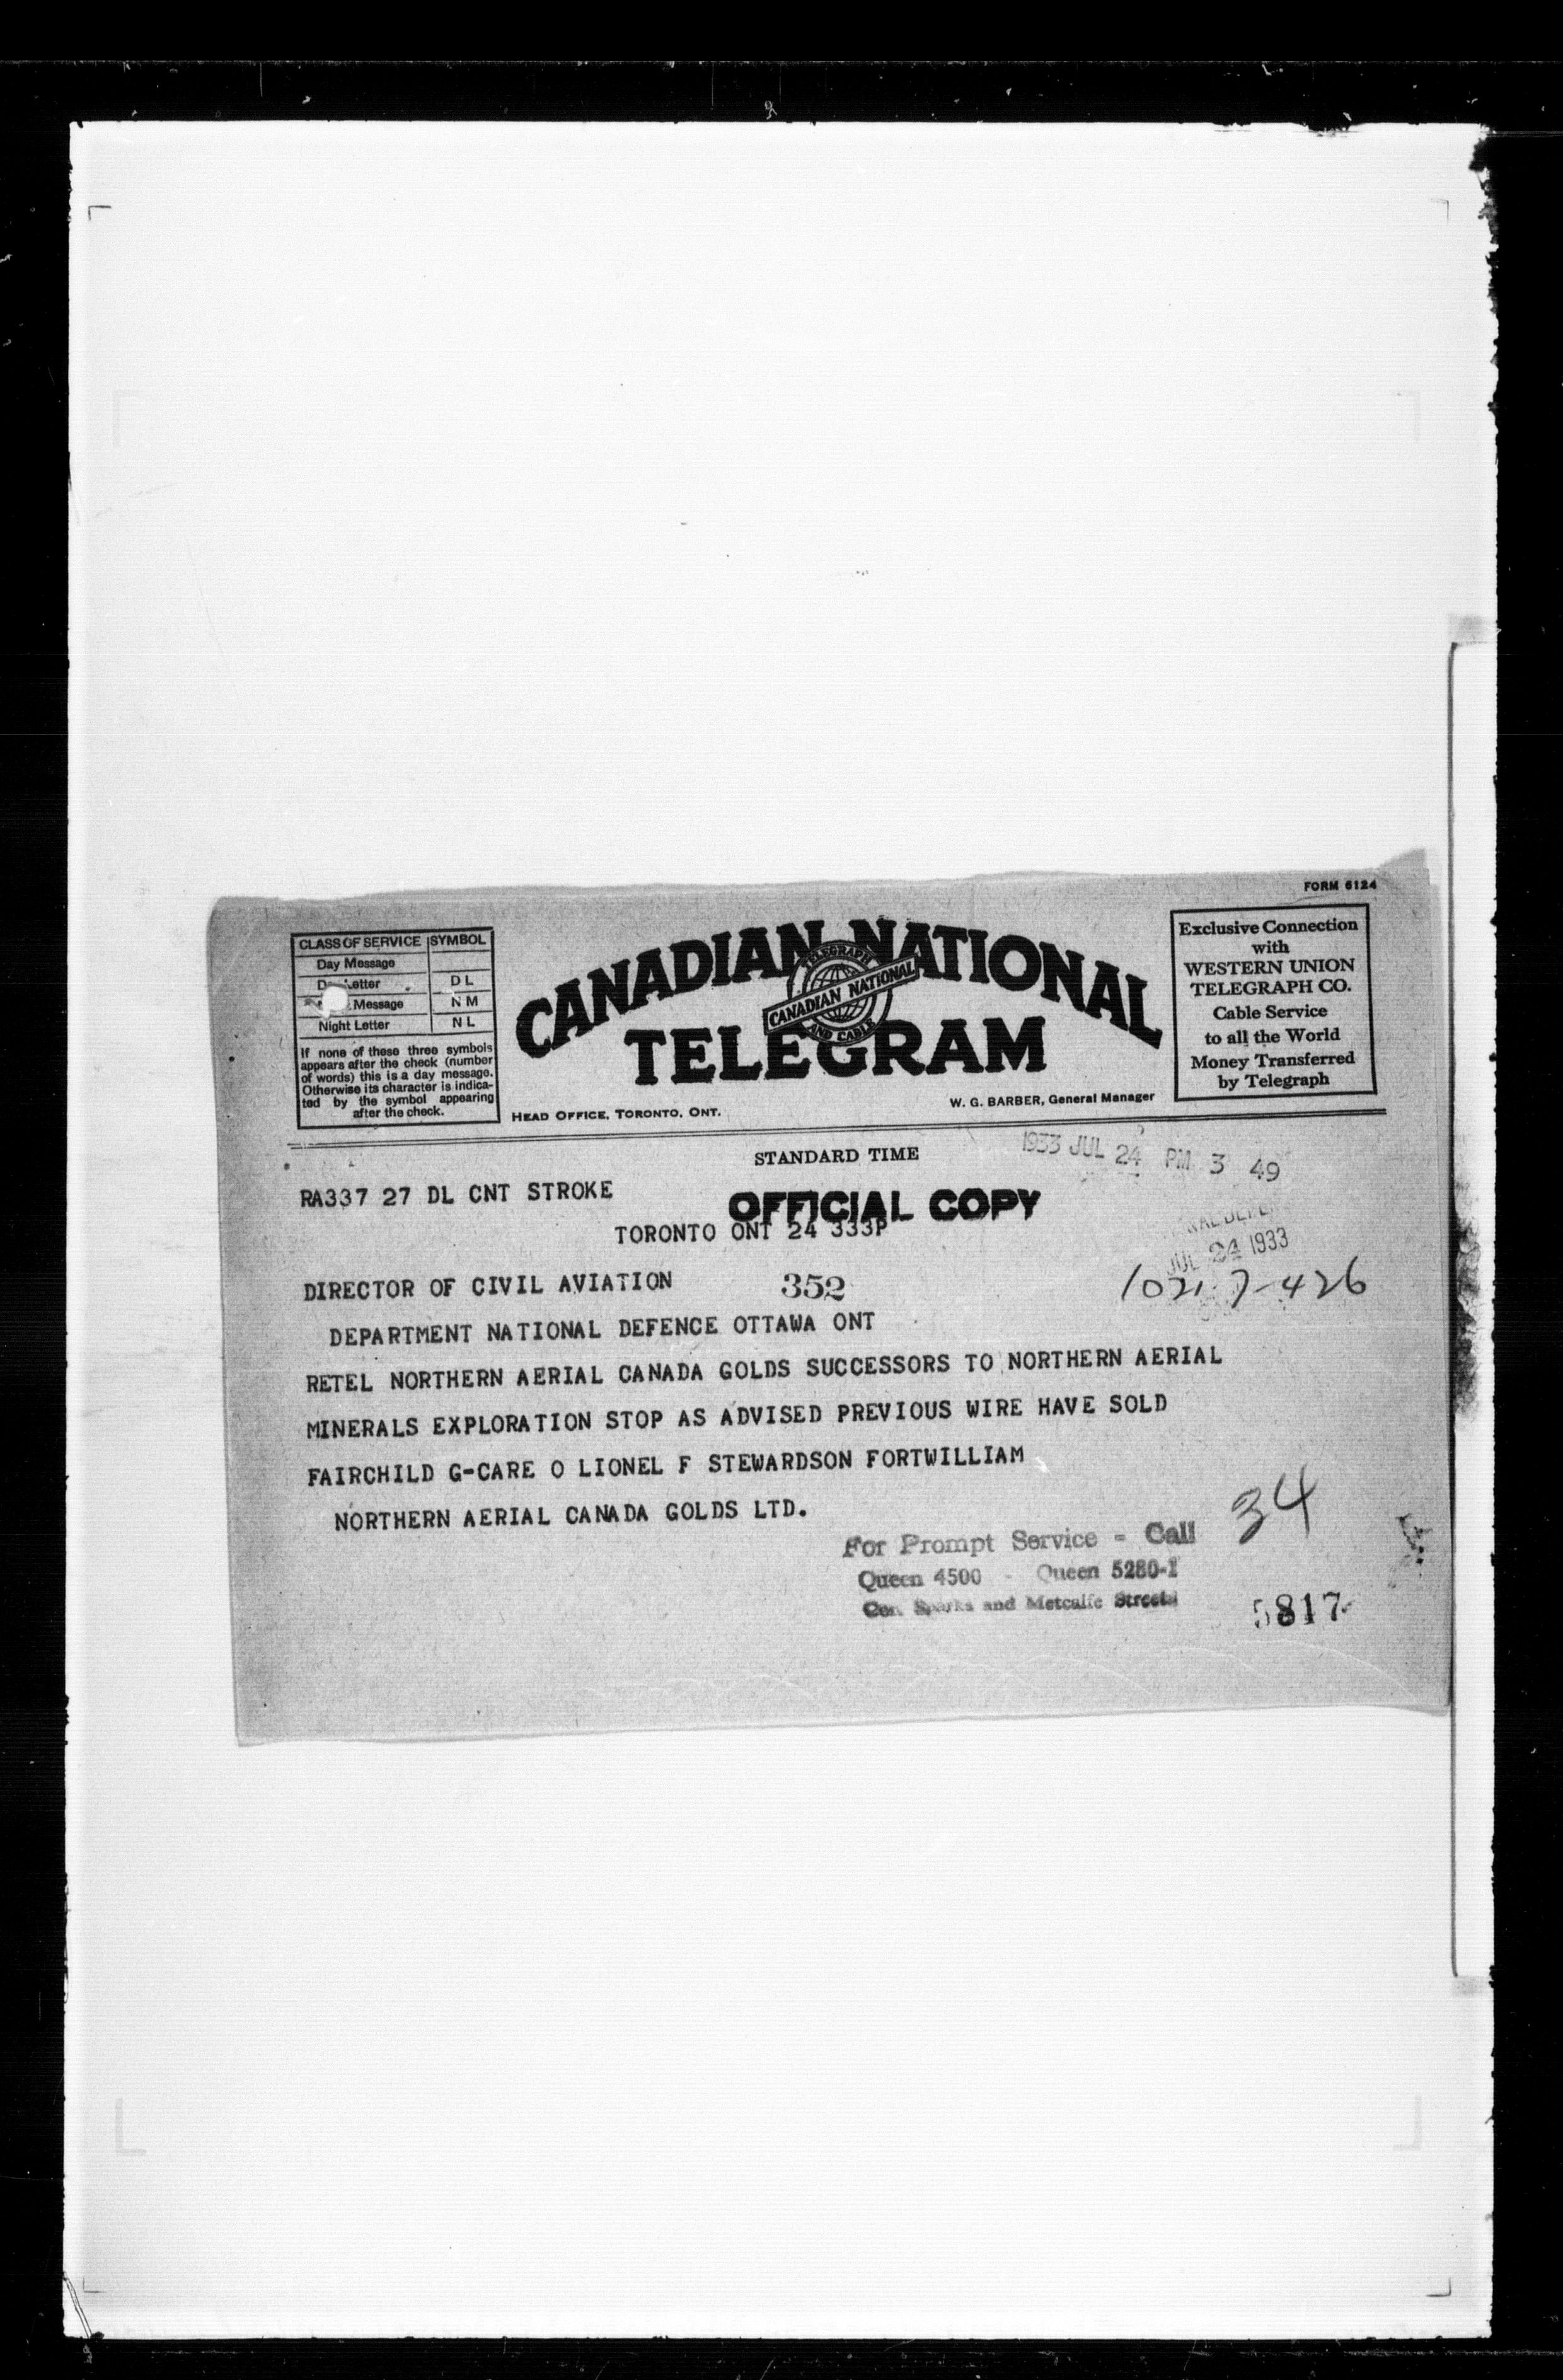 FORM 6124
CLASS OF SERVICE SYMBOL
Day Message
Letter DL
Message NM
Night Letter NL
If none of these three symbols
appears after the check (number
of words) this is a day message.
Otherwise its character is indica-
ted by the symbol appearing
after the check.
CANADIAN NATIONAL
TELEGRAPH
CANADIAN NATIONAL
AND CABLE
TELEGRAM
HEAD OFFICE, TORONTO, ONT.
W. G. BARBER, General Manager
Exclusive Connection
with
WESTERN UNION
TELEGRAPH CO.
Cable Service
to all the World
Money Transferred
by Telegraph
STANDARD TIME
1933 JUL 24 PM 3 49
RA337 27 DL CNT STROKE
OFFICIAL COPY
TORONTO ONT 24 333P
JUL 24 1933
DIRECTOR OF CIVIL AVIATION 352
DEPARTMENT NATIONAL DEFENCE OTTAWA ONT
RETEL NORTHERN AERIAL CANADA GOLDS SUCCESSORS TO NORTHERN AERIAL
MINERALS EXPLORATION STOP AS ADVISED PREVIOUS WIRE HAVE SOLD
FAIRCHILD G-CARE O LIONEL F STEWARDSON FORTWILLIAM
NORTHERN AERIAL CANADA GOLDS LTD.
34
For Prompt Service - Call
Queen 4500 - Queen 5280-1
Cor. Sparks and Metcalfe Streets
5817